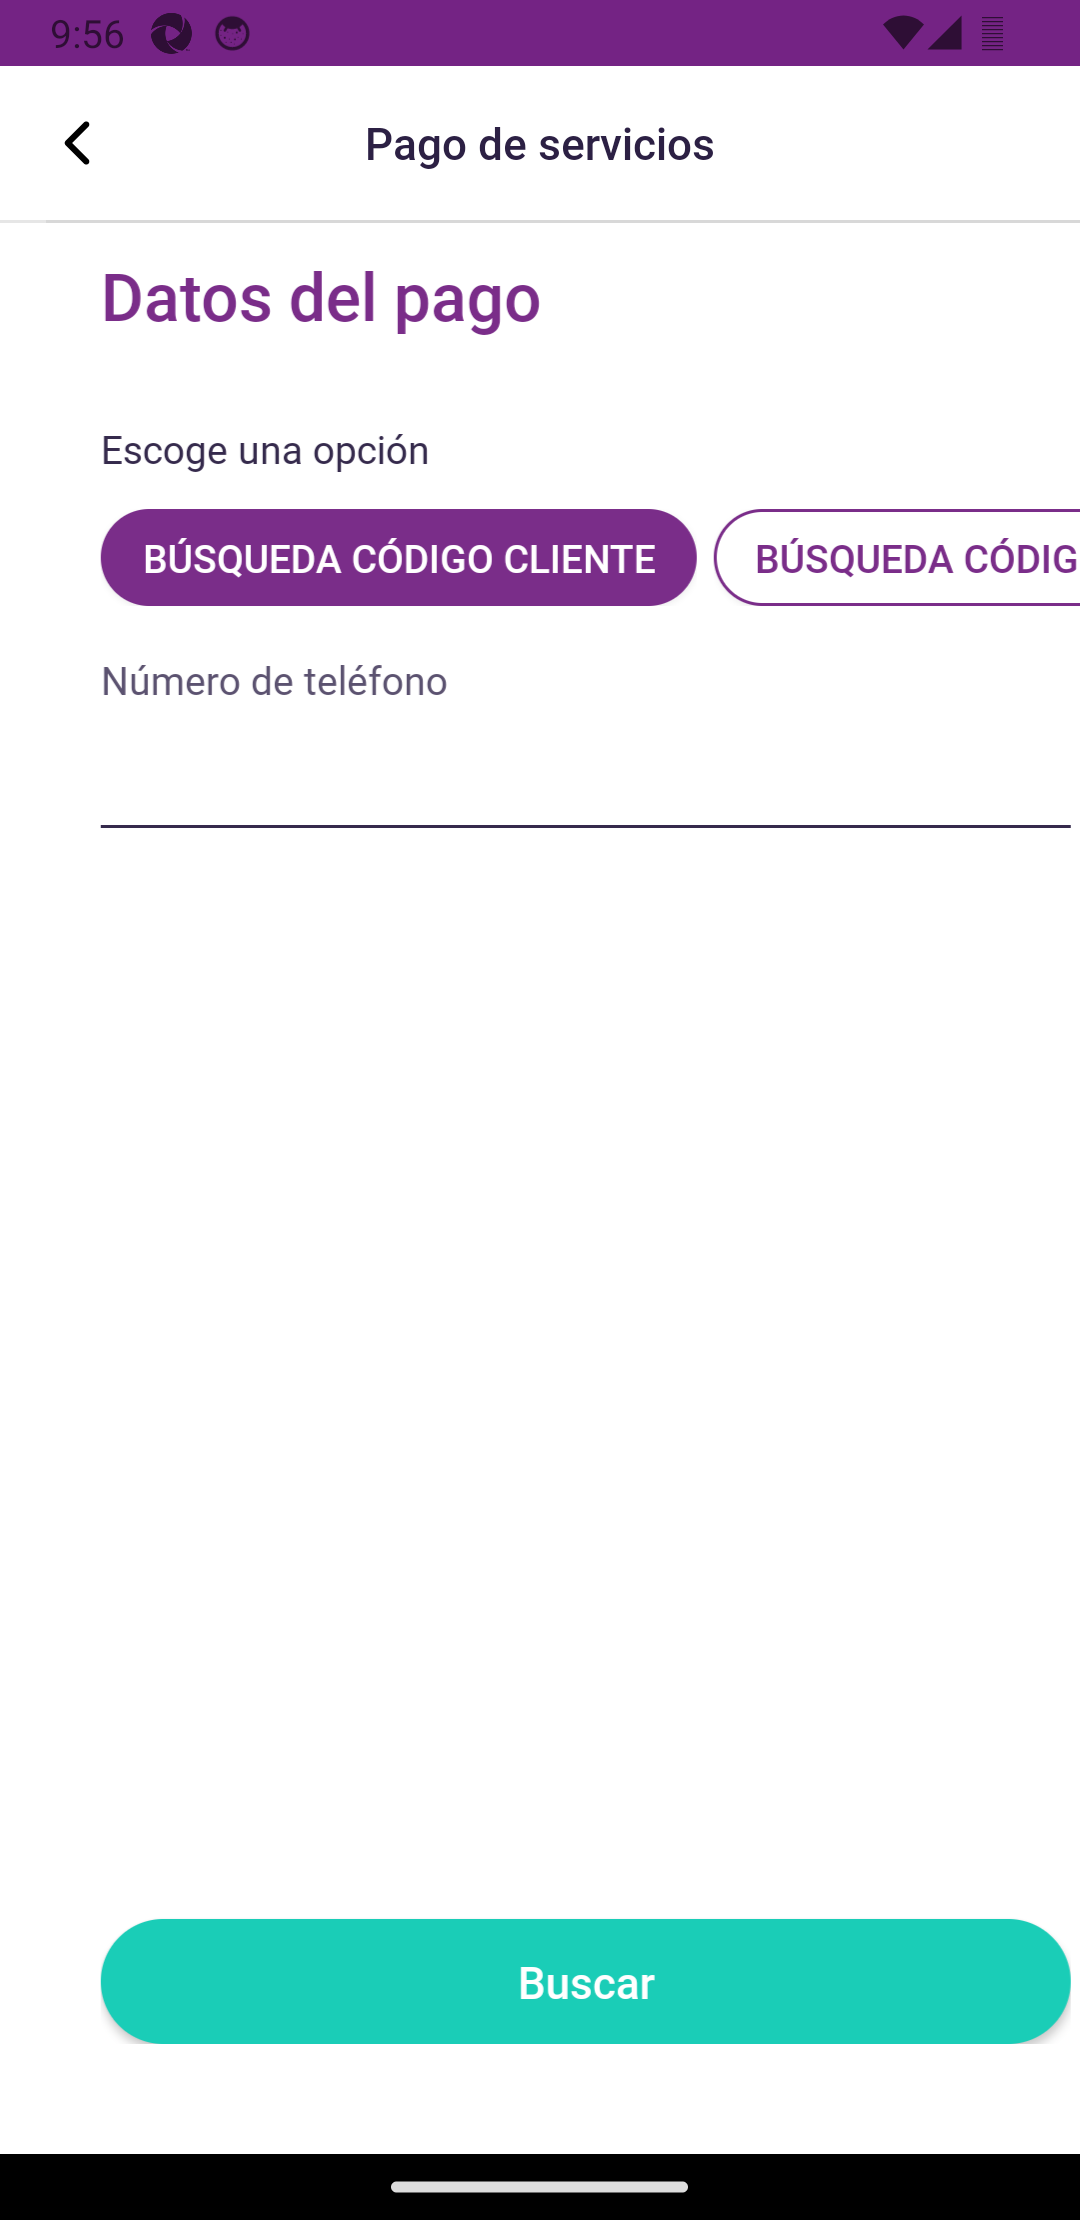 9:56
Pago de servicios
Datos del pago
Escoge una opción
BÚSQUEDA CÓDIGO CLIENTE
BÚSQUEDA CÓDIG
Número de teléfono
Buscar